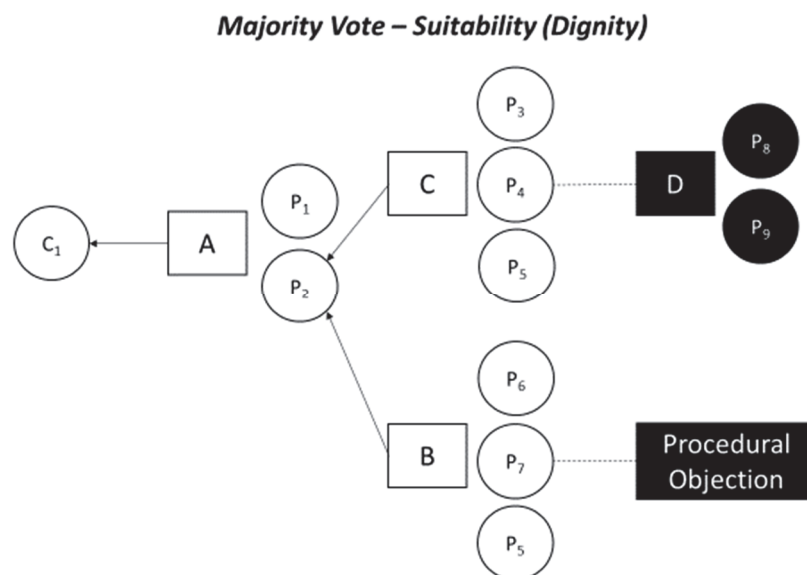 Majority Vote – Suitability (Dignity)
P₃
P₈
C
P₄
D
P₁
P₉
C₁
A
P₂
P₅
P₆
B
P₇
Procedural
Objection
P₅